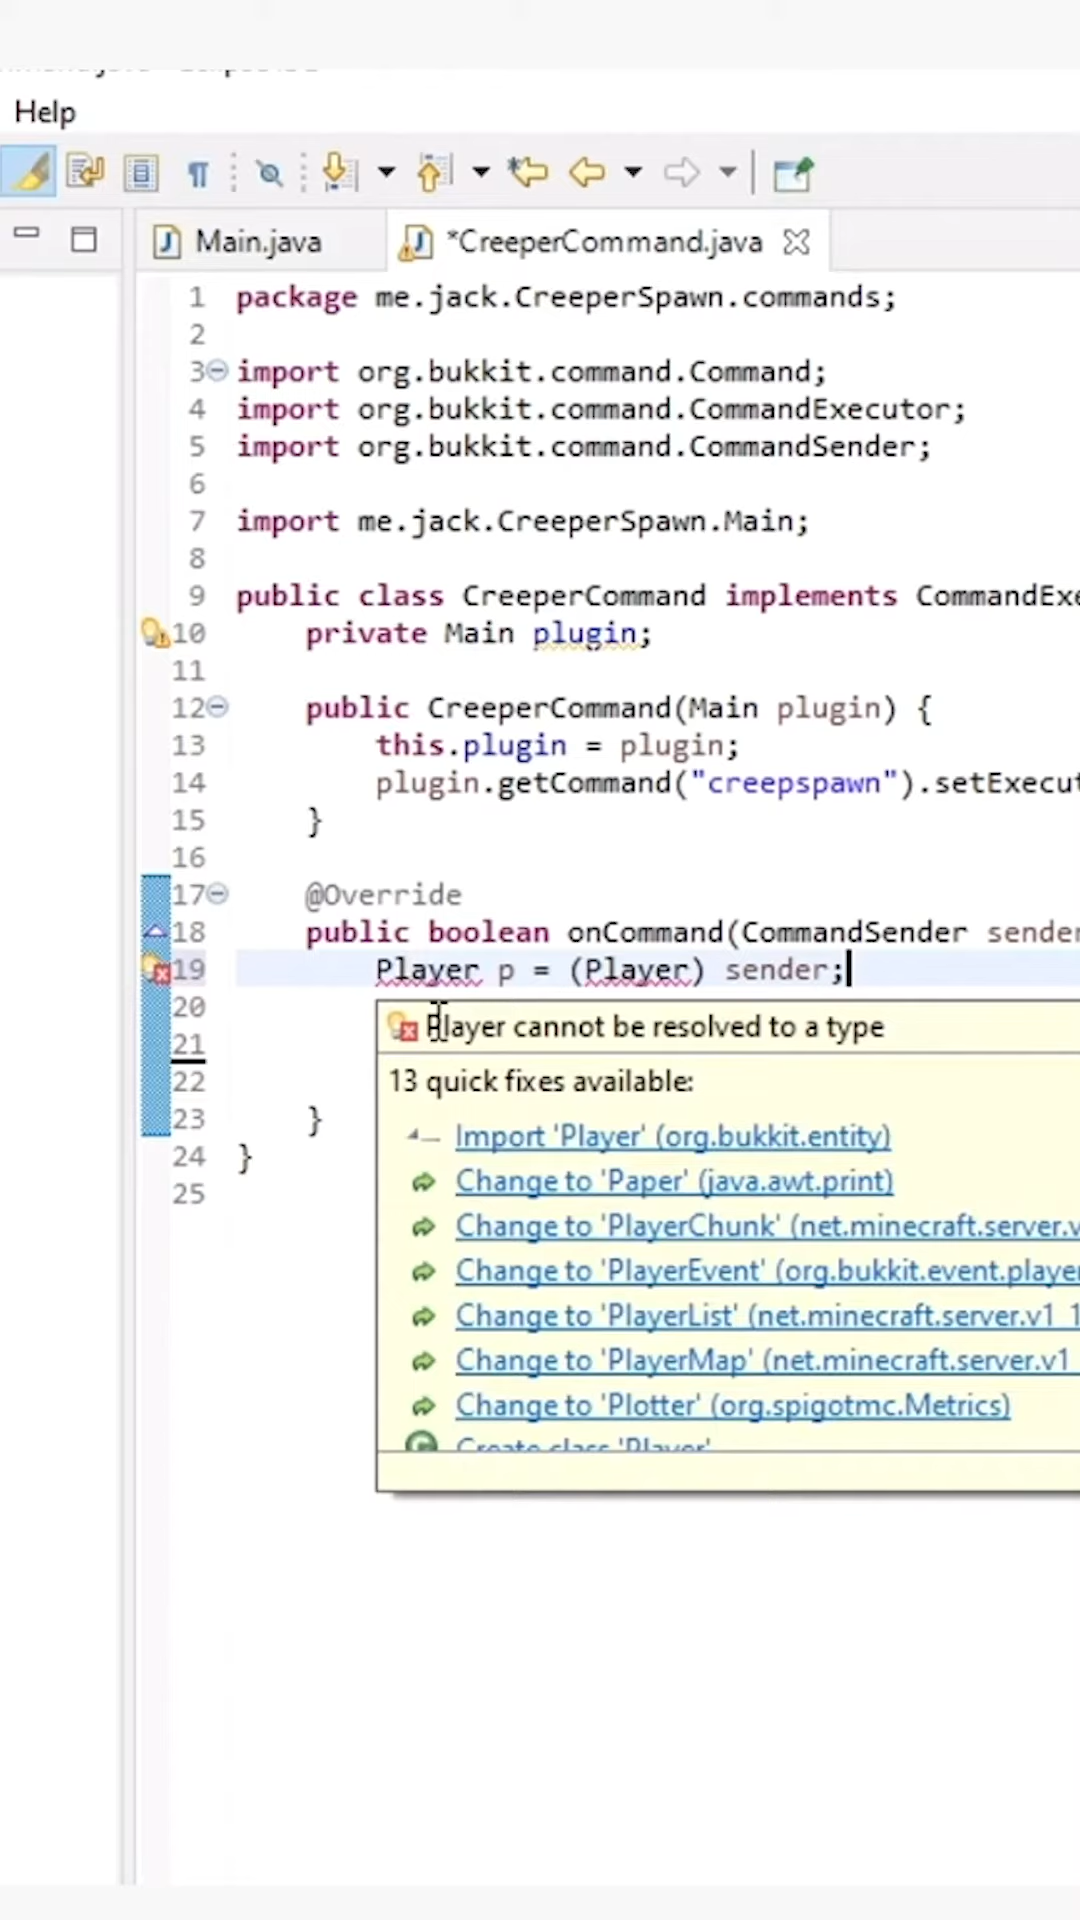 Help
Main.java
*CreeperCommand.java
1 package me.jack.CreeperSpawn.commands;
2
3 import org.bukkit.command.Command;
4 import org.bukkit.command.CommandExecutor;
5 import org.bukkit.command.CommandSender;
6
7 import me.jack.CreeperSpawn.Main;
8
9 public class CreeperCommand implements CommandExe
10 private Main plugin;
11
12 public CreeperCommand(Main plugin) {
13 this.plugin = plugin;
14 plugin.getCommand("creepspawn").setExecut
15 }
16
17 @Override
18 public boolean onCommand(CommandSender sender
19 Player p = (Player) sender;
20
Player cannot be resolved to a type
21
13 quick fixes available:
22
23 }
Import 'Player' (org.bukkit.entity)
24 }
Change to 'Paper' (java.awt.print)
25
Change to 'PlayerChunk' (net.minecraft.server.v
Change to 'PlayerEvent' (org.bukkit.event.player
Change to 'PlayerList' (net.minecraft.server.v1_1
Change to 'PlayerMap' (net.minecraft.server.v1_
Change to 'Plotter' (org.spigotmc.Metrics)
Create class 'Player'